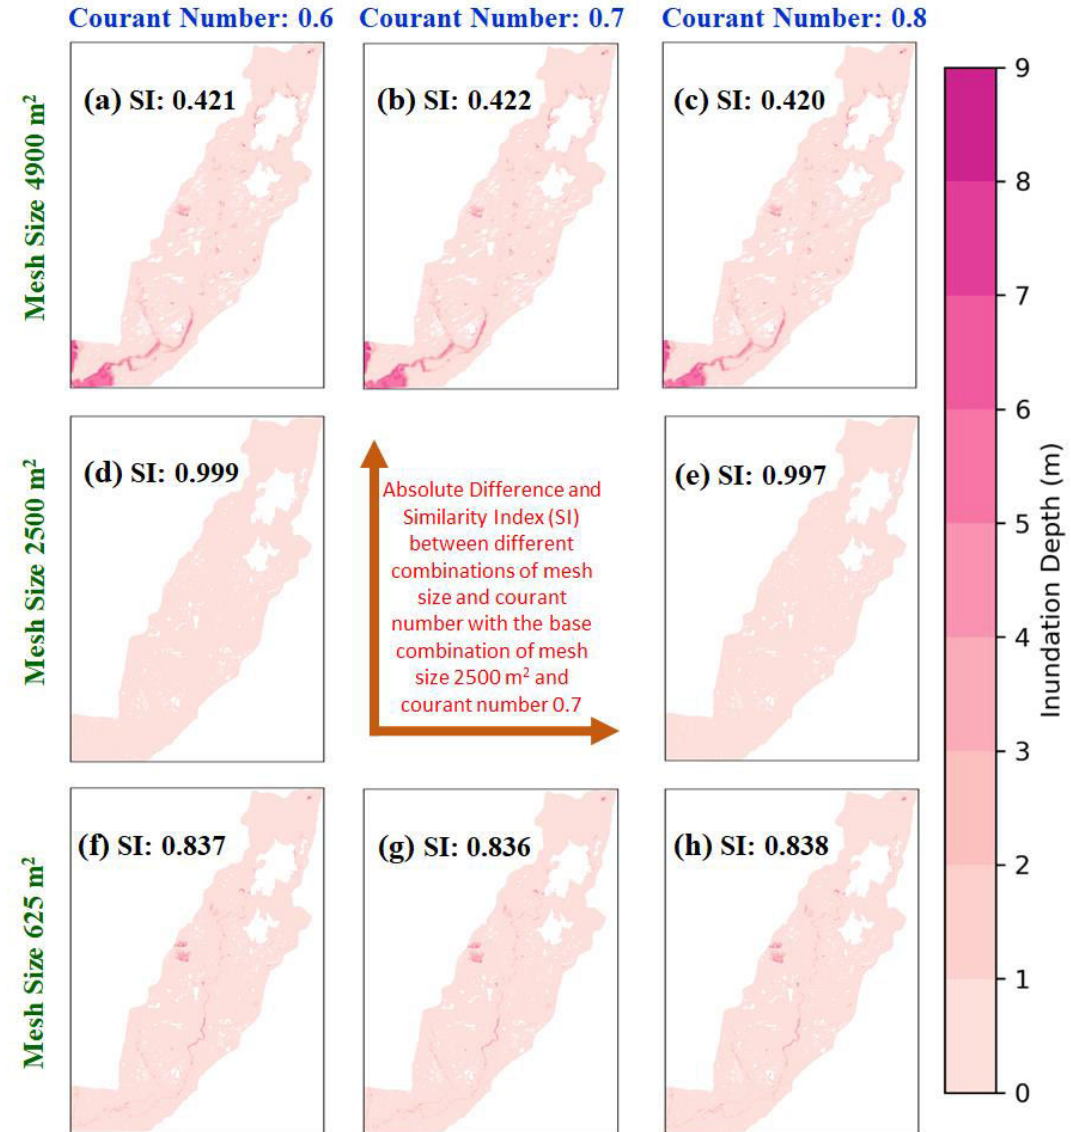 Courant Number: 0.6 Courant Number: 0.7 Courant Number: 0.8
Mesh Size 4900 m²
(a) SI: 0.421
(b) SI: 0.422
(c) SI: 0.420
Mesh Size 2500 m²
(d) SI: 0.999
Absolute Difference and
Similarity Index (SI)
between different
combinations of mesh
size and courant
number with the base
combination of mesh
size 2500 m² and
courant number 0.7
(e) SI: 0.997
Mesh Size 625 m²
(f) SI: 0.837
(g) SI: 0.836
(h) SI: 0.838
9
8
7
6
5
4
3
2
1
0
Inundation Depth (m)